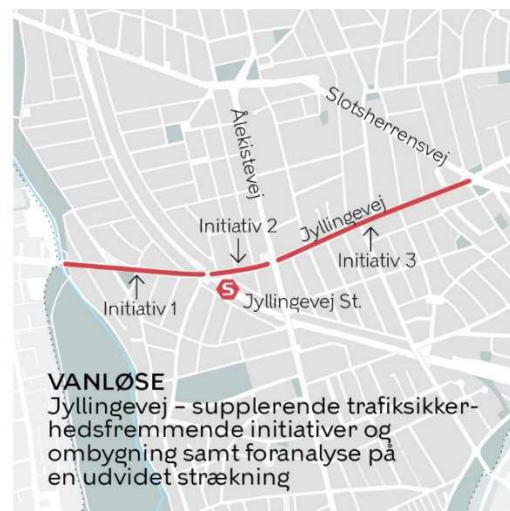 Slotsherrensvej
Ålekistevej
Jyllingevej
Initiativ 2
Initiativ 3
Initiativ 1
S
Jyllingevej St.
VANLØSE
Jyllingevej – supplerende trafiksikker-
hedsfremmende initiativer og
ombygning samt foranalyse på
en udvidet strækning